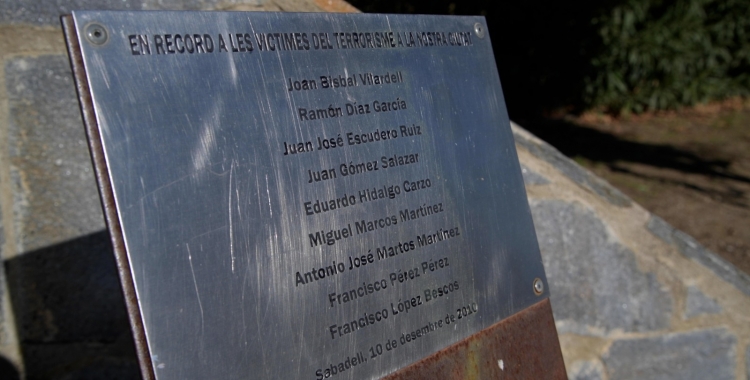 EN RECORD A LES VICTIMES DEL TERRORISME A LA NOSTRA CIUTAT
Joan Bisbal Vilardell
Ramón Díaz García
Juan José Escudero Ruiz
Juan Gómez Salazar
Eduardo Hidalgo Carzo
Miguel Marcos Martínez
Antonio José Martos Martínez
Francisco Pérez Pérez
Francisco López Bescos
Sabadell, 10 de desembre de 2010